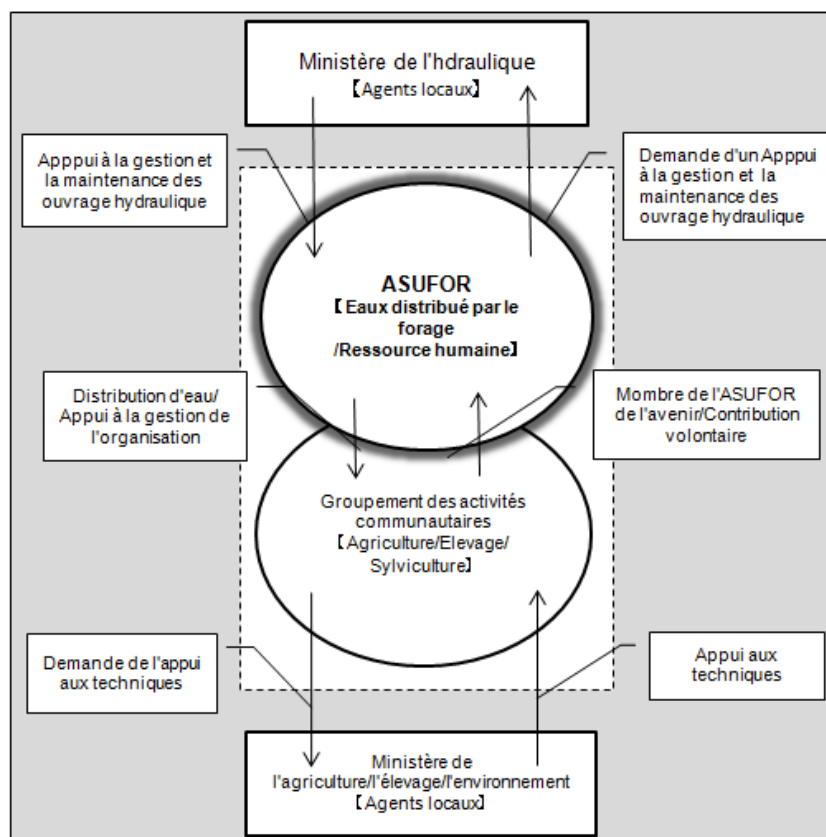 Ministère de l'hdraulique
【Agents locaux】
Apppui à la gestion et
la maintenance des
ouvrage hydraulique
Demande d'un Apppui
à la gestion et la
maintenance des
ouvrage hydraulique
ASUFOR
【Eaux distribué par le
forage
/Ressource humaine】
Distribution d'eau/
Appui à la gestion de
l'organisation
Mombre de l'ASUFOR
de l'avenir/Contribution
volontaire
Groupement des activités
communautaires
【Agriculture/Elevage/
Sylviculture】
Demande de l'appui
aux techniques
Appui aux
techniques
Ministère de
l'agriculture/l'élevage/l'environnement
【Agents locaux】